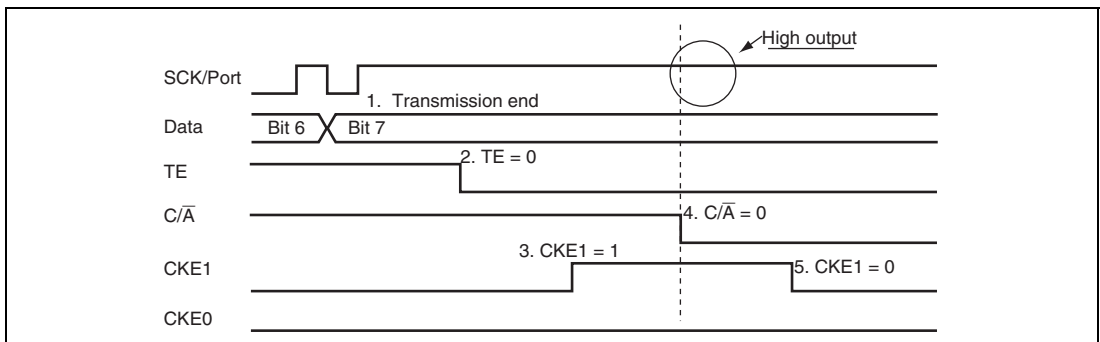 High output
SCK/Port
1. Transmission end
Data Bit 6 Bit 7
2. TE = 0
TE
C/A̅ 4. C/A̅ = 0
3. CKE1 = 1
CKE1 5. CKE1 = 0
CKE0